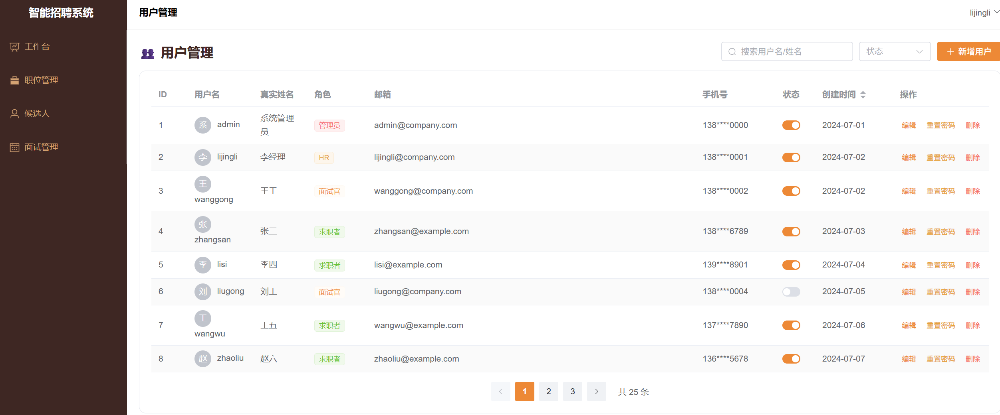 智能招聘系统
工作台
职位管理
候选人
面试管理
用户管理
lijingli
用户管理
搜索用户名/姓名
状态
新增用户
ID 用户名 真实姓名 角色 邮箱 手机号 状态 创建时间 操作
1 系 admin 系统管理员 管理员 admin@company.com 138****0000 2024-07-01 编辑 重置密码 删除
2 李 lijingli 李经理 HR lijingli@company.com 138****0001 2024-07-02 编辑 重置密码 删除
3 王 wanggong 王工 面试官 wanggong@company.com 138****0002 2024-07-02 编辑 重置密码 删除
4 张 zhangsan 张三 求职者 zhangsan@example.com 138****6789 2024-07-03 编辑 重置密码 删除
5 李 lisi 李四 求职者 lisi@example.com 139****8901 2024-07-04 编辑 重置密码 删除
6 刘 liugong 刘工 面试官 liugong@company.com 138****0004 2024-07-05 编辑 重置密码 删除
7 王 wangwu 王五 求职者 wangwu@example.com 137****7890 2024-07-06 编辑 重置密码 删除
8 赵 zhaoliu 赵六 求职者 zhaoliu@example.com 136****5678 2024-07-07 编辑 重置密码 删除
1 2 3 共 25 条